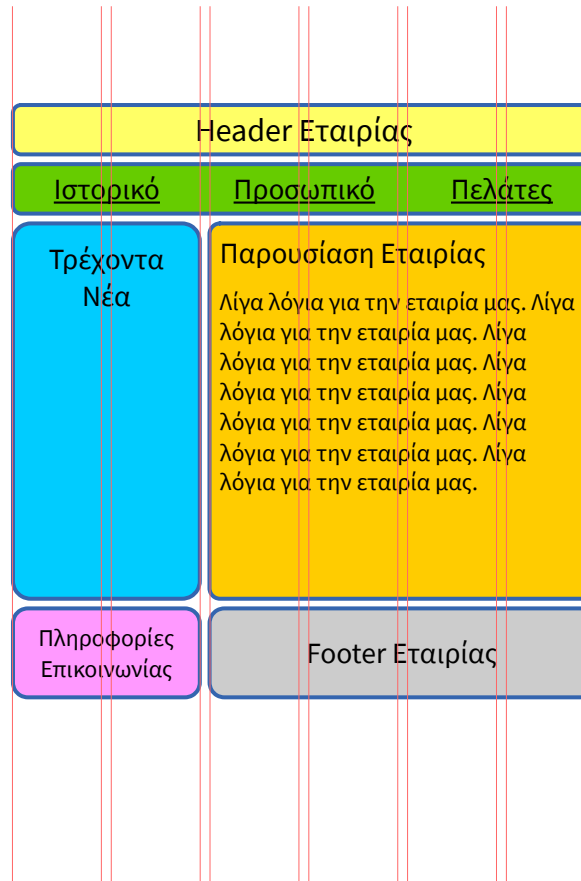 Header Εταιρίας
Ιστορικό Προσωπικό Πελάτες
Τρέχοντα
Νέα
Παρουσίαση Εταιρίας
Λίγα λόγια για την εταιρία μας. Λίγα
λόγια για την εταιρία μας. Λίγα
λόγια για την εταιρία μας. Λίγα
λόγια για την εταιρία μας. Λίγα
λόγια για την εταιρία μας. Λίγα
λόγια για την εταιρία μας. Λίγα
λόγια για την εταιρία μας.
Πληροφορίες
Επικοινωνίας
Footer Εταιρίας